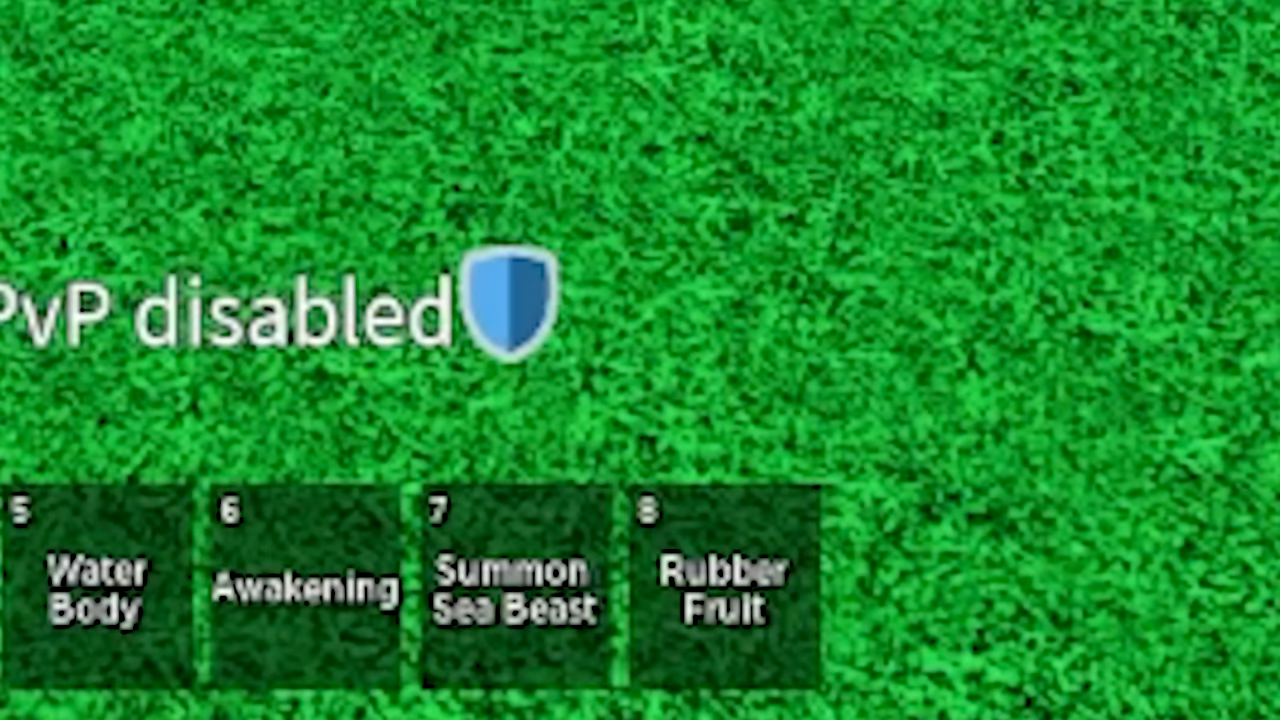 PvP disabled
5
Water
Body
6
Awakening
7
Summon
Sea Beast
8
Rubber
Fruit